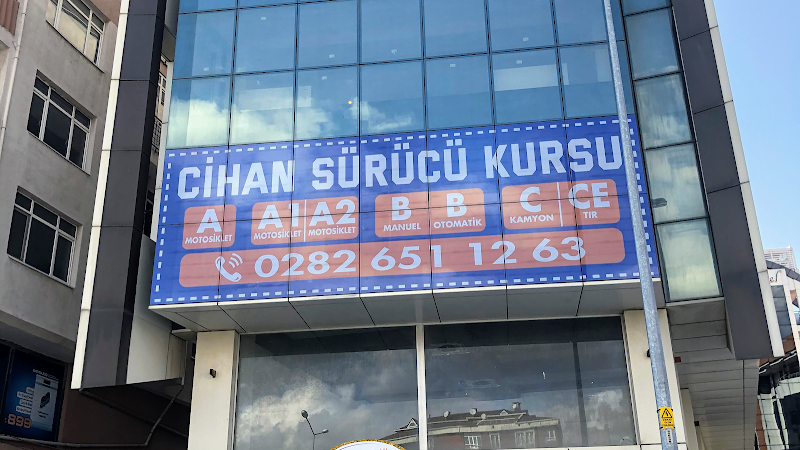 CİHAN SÜRÜCÜ KURSU
A A1 A2 B B C CE
MOTOSİKLET MOTOSİKLET MOTOSİKLET MANUEL OTOMATİK KAMYON TIR
0282 651 12 63
899